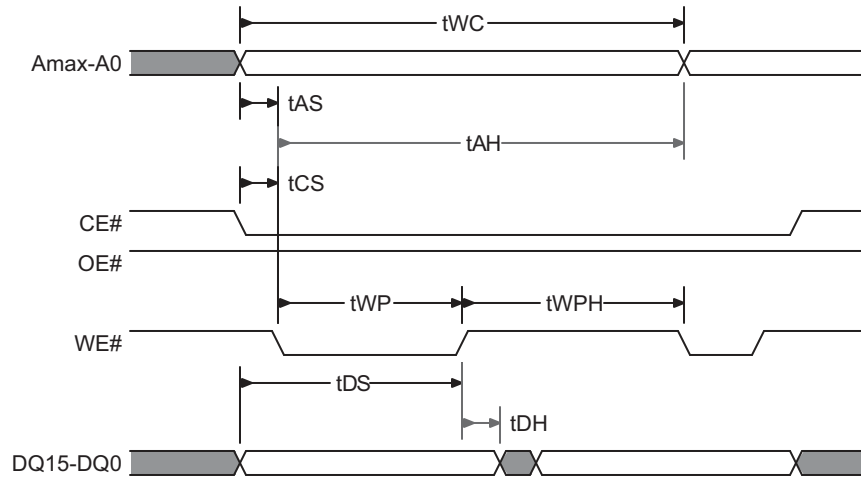 tWC
Amax-A0
tAS
tAH
tCS
CE#
OE#
tWP
tWPH
WE#
tDS
tDH
DQ15-DQ0